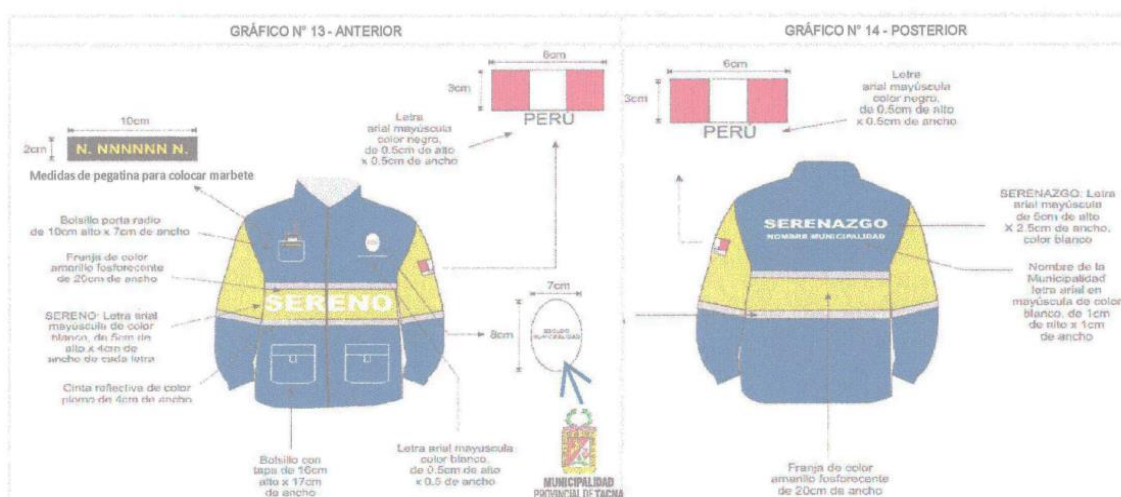 GRÁFICO N° 13 - ANTERIOR
6cm
3cm
PERÚ
Letra
arial mayúscula
color negro,
de 0.5cm de alto
x 0.5cm de ancho
10cm
2cm
N. NNNNNN N.
Medidas de pegatina para colocar marbete
Bolsillo porta radio
de 10cm alto x 7cm de ancho
Franja de color
amarillo fosforecente
de 20cm de ancho
SERENO: Letra arial
mayúscula de color
blanco, de 5cm de
alto x 4cm de
ancho de cada letra
Cinta reflectiva de color
plomo de 4cm de ancho
SERENO
Bolsillo con
tapa de 16cm
alto x 17cm
de ancho
Letra arial mayúscula
color blanco,
de 0.5cm de alto
x 0.5 de ancho
7cm
8cm
ESCUDO
MUNICIPALIDAD
MUNICIPALIDAD
PROVINCIAL DE TACNA
GRÁFICO N° 14 - POSTERIOR
6cm
3cm
PERÚ
Letra
arial mayúscula
color negro,
de 0.5cm de alto
x 0.5cm de ancho
SERENAZGO
NOMBRE MUNICIPALIDAD
SERENAZGO: Letra
arial mayúscula
de 5cm de alto
X 2.5cm de ancho,
color blanco
Nombre de la
Municipalidad
letra arial en
mayúscula de color
blanco, de 1cm
de alto x 1cm
de ancho
Franja de color
amarillo fosforecente
de 20cm de ancho